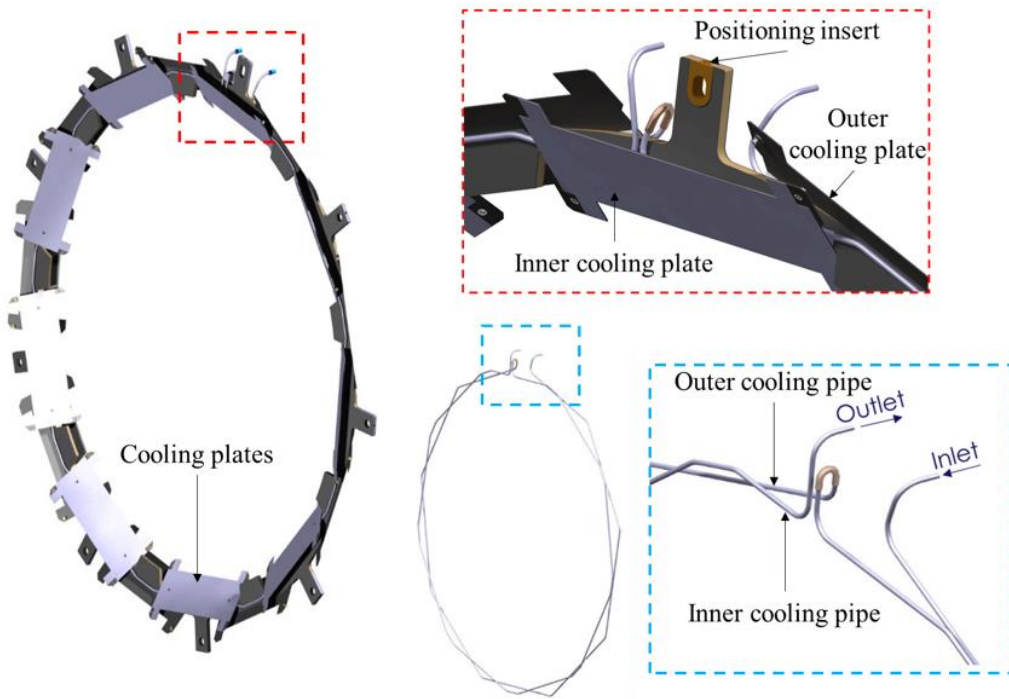 Positioning insert
Outer
cooling plate
Inner cooling plate
Cooling plates
Outer cooling pipe
Outlet
Inlet
Inner cooling pipe